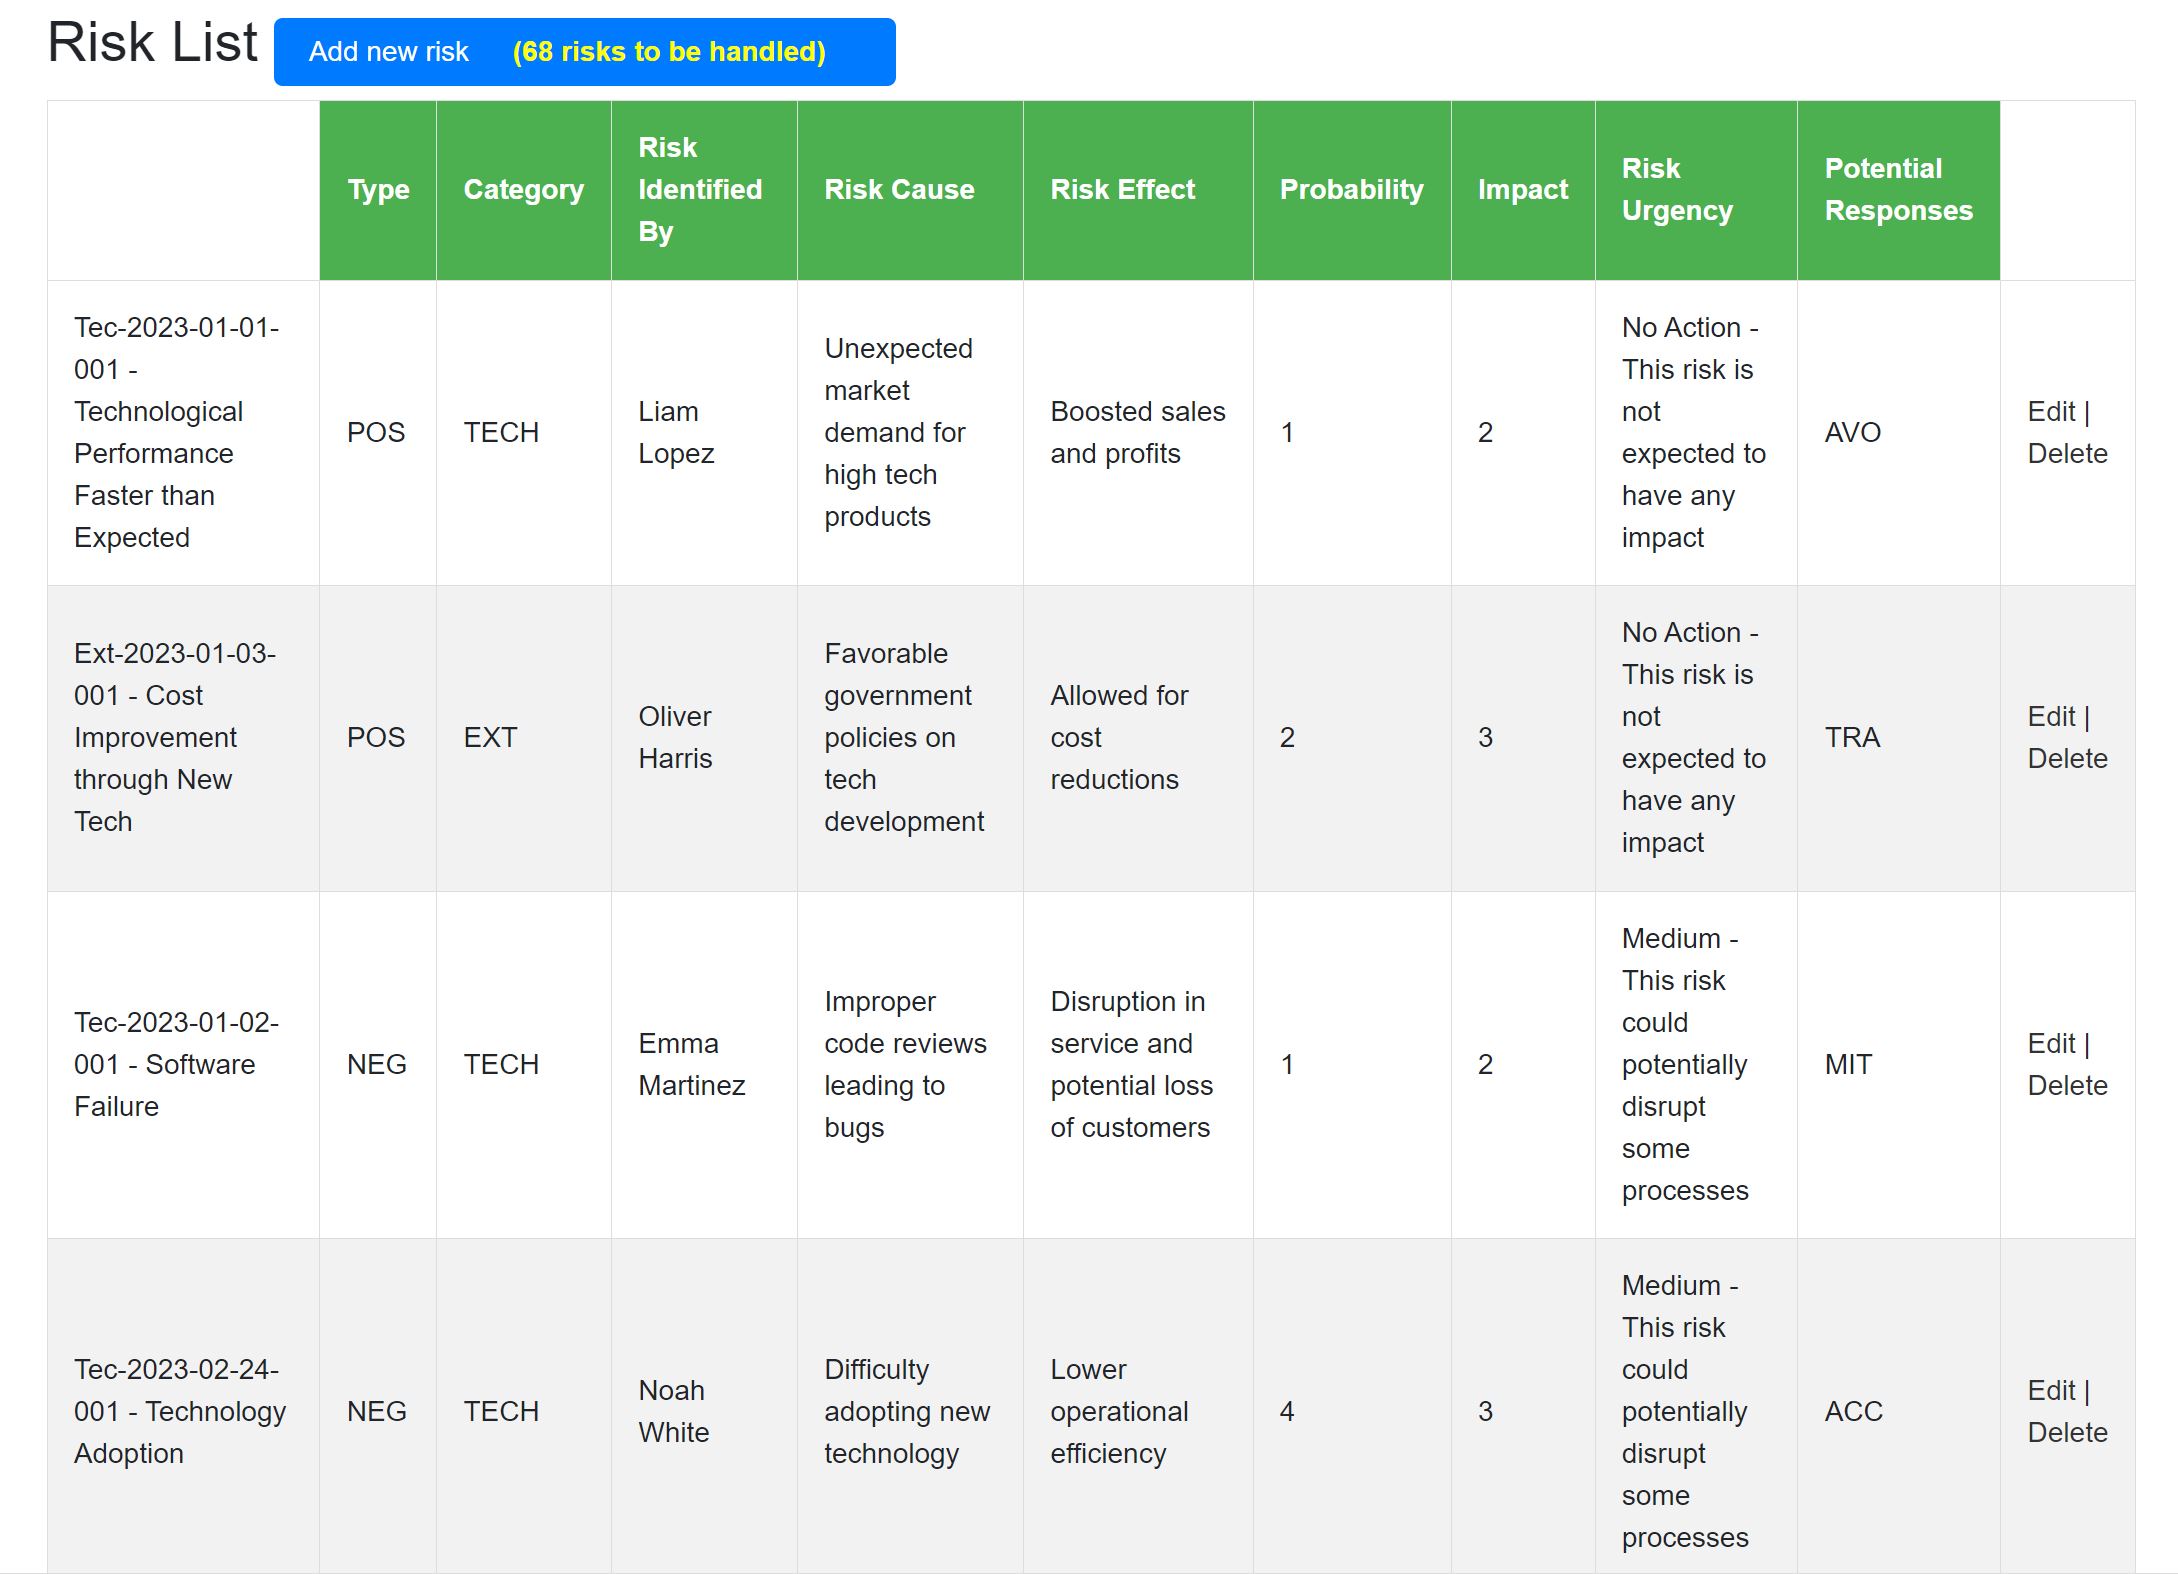 Risk List
Add new risk (68 risks to be handled)
Type
Category
Risk
Identified
By
Risk Cause
Risk Effect
Probability
Impact
Risk
Urgency
Potential
Responses
Tec-2023-01-01-
001 -
Technological
Performance
Faster than
Expected
POS
TECH
Liam
Lopez
Unexpected
market
demand for
high tech
products
Boosted sales
and profits
1
2
No Action -
This risk is
not
expected to
have any
impact
AVO
Edit |
Delete
Ext-2023-01-03-
001 - Cost
Improvement
through New
Tech
POS
EXT
Oliver
Harris
Favorable
government
policies on
tech
development
Allowed for
cost
reductions
2
3
No Action -
This risk is
not
expected to
have any
impact
TRA
Edit |
Delete
Tec-2023-01-02-
001 - Software
Failure
NEG
TECH
Emma
Martinez
Improper
code reviews
leading to
bugs
Disruption in
service and
potential loss
of customers
1
2
Medium -
This risk
could
potentially
disrupt
some
processes
MIT
Edit |
Delete
Tec-2023-02-24-
001 - Technology
Adoption
NEG
TECH
Noah
White
Difficulty
adopting new
technology
Lower
operational
efficiency
4
3
Medium -
This risk
could
potentially
disrupt
some
processes
ACC
Edit |
Delete